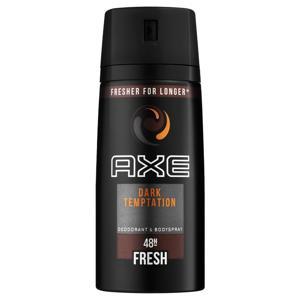 FRESHER FOR LONGER*
AXE
DARK
TEMPTATION
DEODORANT & BODYSPRAY
48H
FRESH